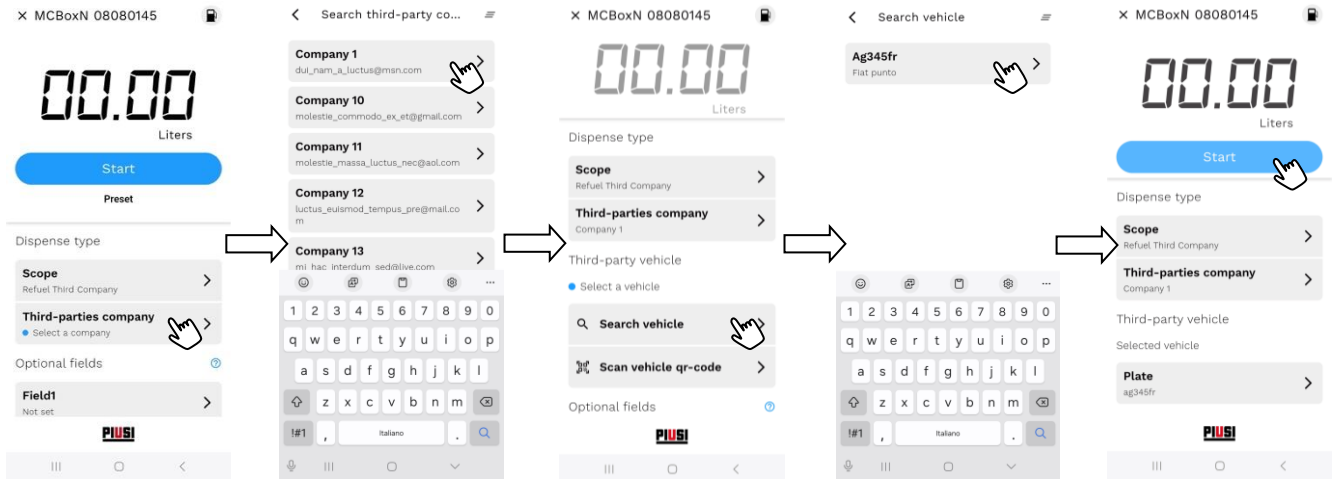 MCBoxN 08080145
00.00
Liters
Start
Preset
Dispense type
Scope
Refuel Third Company
Third-parties company
Select a company
Optional fields
Field1
Not set
PIUSI
Search third-party co...
Company 1
dui_nam_a_luctus@msn.com
Company 10
molestie_commodo_ex_et@gmail.com
Company 11
molestie_massa_luctus_nec@aol.com
Company 12
luctus_euismod_tempus_pre@mail.co
m
Company 13
mi_hac_interdum_sed@live.com
1 2 3 4 5 6 7 8 9 0
q w e r t y u i o p
a s d f g h j k l
z x c v b n m
!#1 , Italiano .
MCBoxN 08080145
00.00
Liters
Dispense type
Scope
Refuel Third Company
Third-parties company
Company 1
Third-party vehicle
Select a vehicle
Search vehicle
Scan vehicle qr-code
Optional fields
PIUSI
Search vehicle
Ag345fr
Fiat punto
1 2 3 4 5 6 7 8 9 0
q w e r t y u i o p
a s d f g h j k l
z x c v b n m
!#1 , Italiano .
MCBoxN 08080145
00.00
Liters
Start
Dispense type
Scope
Refuel Third Company
Third-parties company
Company 1
Third-party vehicle
Selected vehicle
Plate
ag345fr
PIUSI